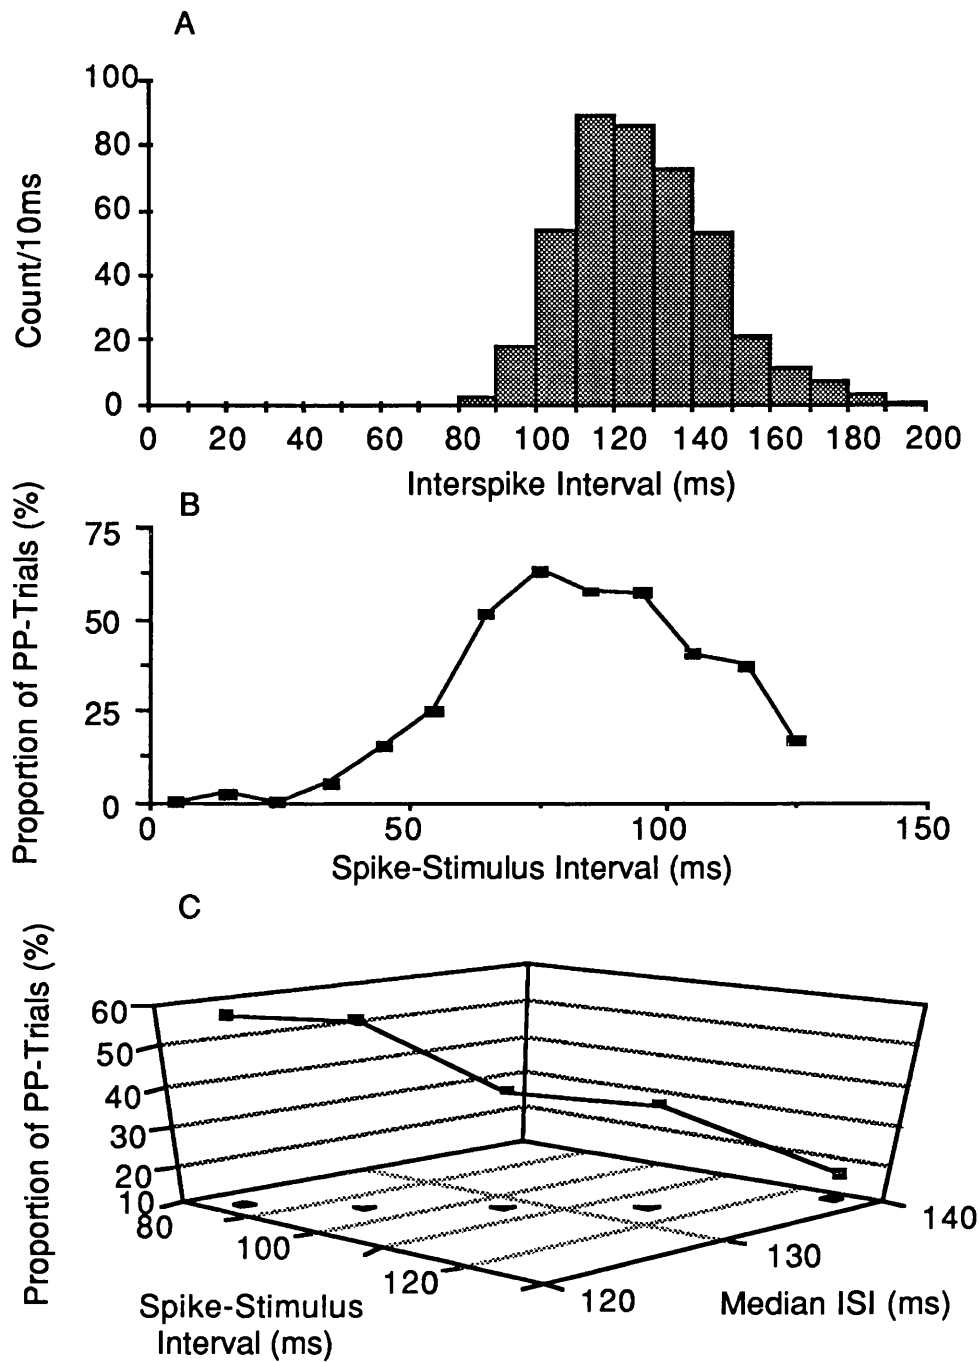 A
100
80
60
40
20
0
Count/10ms
0 20 40 60 80 100 120 140 160 180 200
Interspike Interval (ms)
B
75
50
25
0
Proportion of PP-Trials (%)
0 50 100 150
Spike-Stimulus Interval (ms)
C
60
50
40
30
20
10
Proportion of PP-Trials (%)
80
100
120
Spike-Stimulus
Interval (ms)
120
130
140
Median ISI (ms)